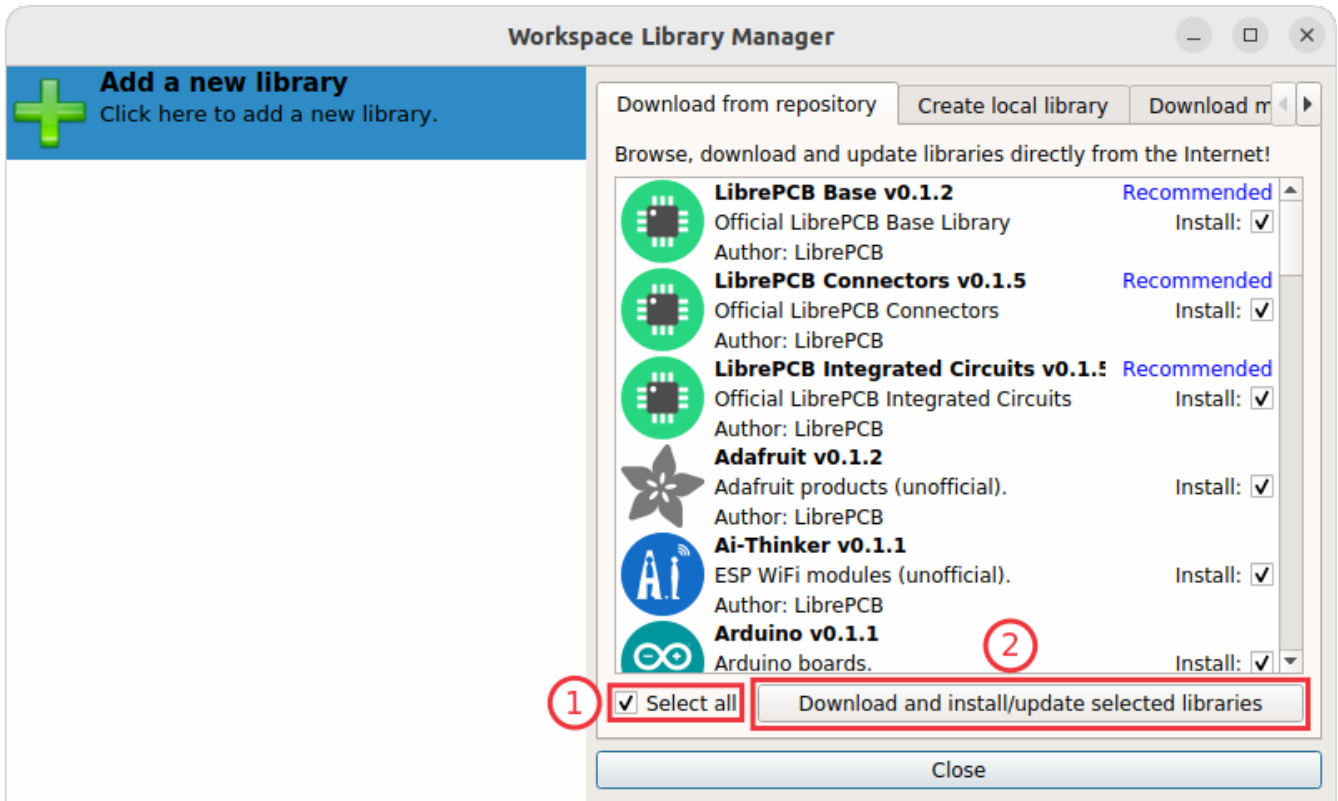 Workspace Library Manager
Add a new library
Click here to add a new library.
Download from repository
Create local library
Download m
Browse, download and update libraries directly from the Internet!
LibrePCB Base v0.1.2 Recommended
Official LibrePCB Base Library Install:
Author: LibrePCB
LibrePCB Connectors v0.1.5 Recommended
Official LibrePCB Connectors Install:
Author: LibrePCB
LibrePCB Integrated Circuits v0.1.5 Recommended
Official LibrePCB Integrated Circuits Install:
Author: LibrePCB
Adafruit v0.1.2
Adafruit products (unofficial). Install:
Author: LibrePCB
Ai-Thinker v0.1.1
ESP WiFi modules (unofficial). Install:
Author: LibrePCB
Ai
Arduino v0.1.1
Arduino boards. Install:
2
1
Select all
Download and install/update selected libraries
Close